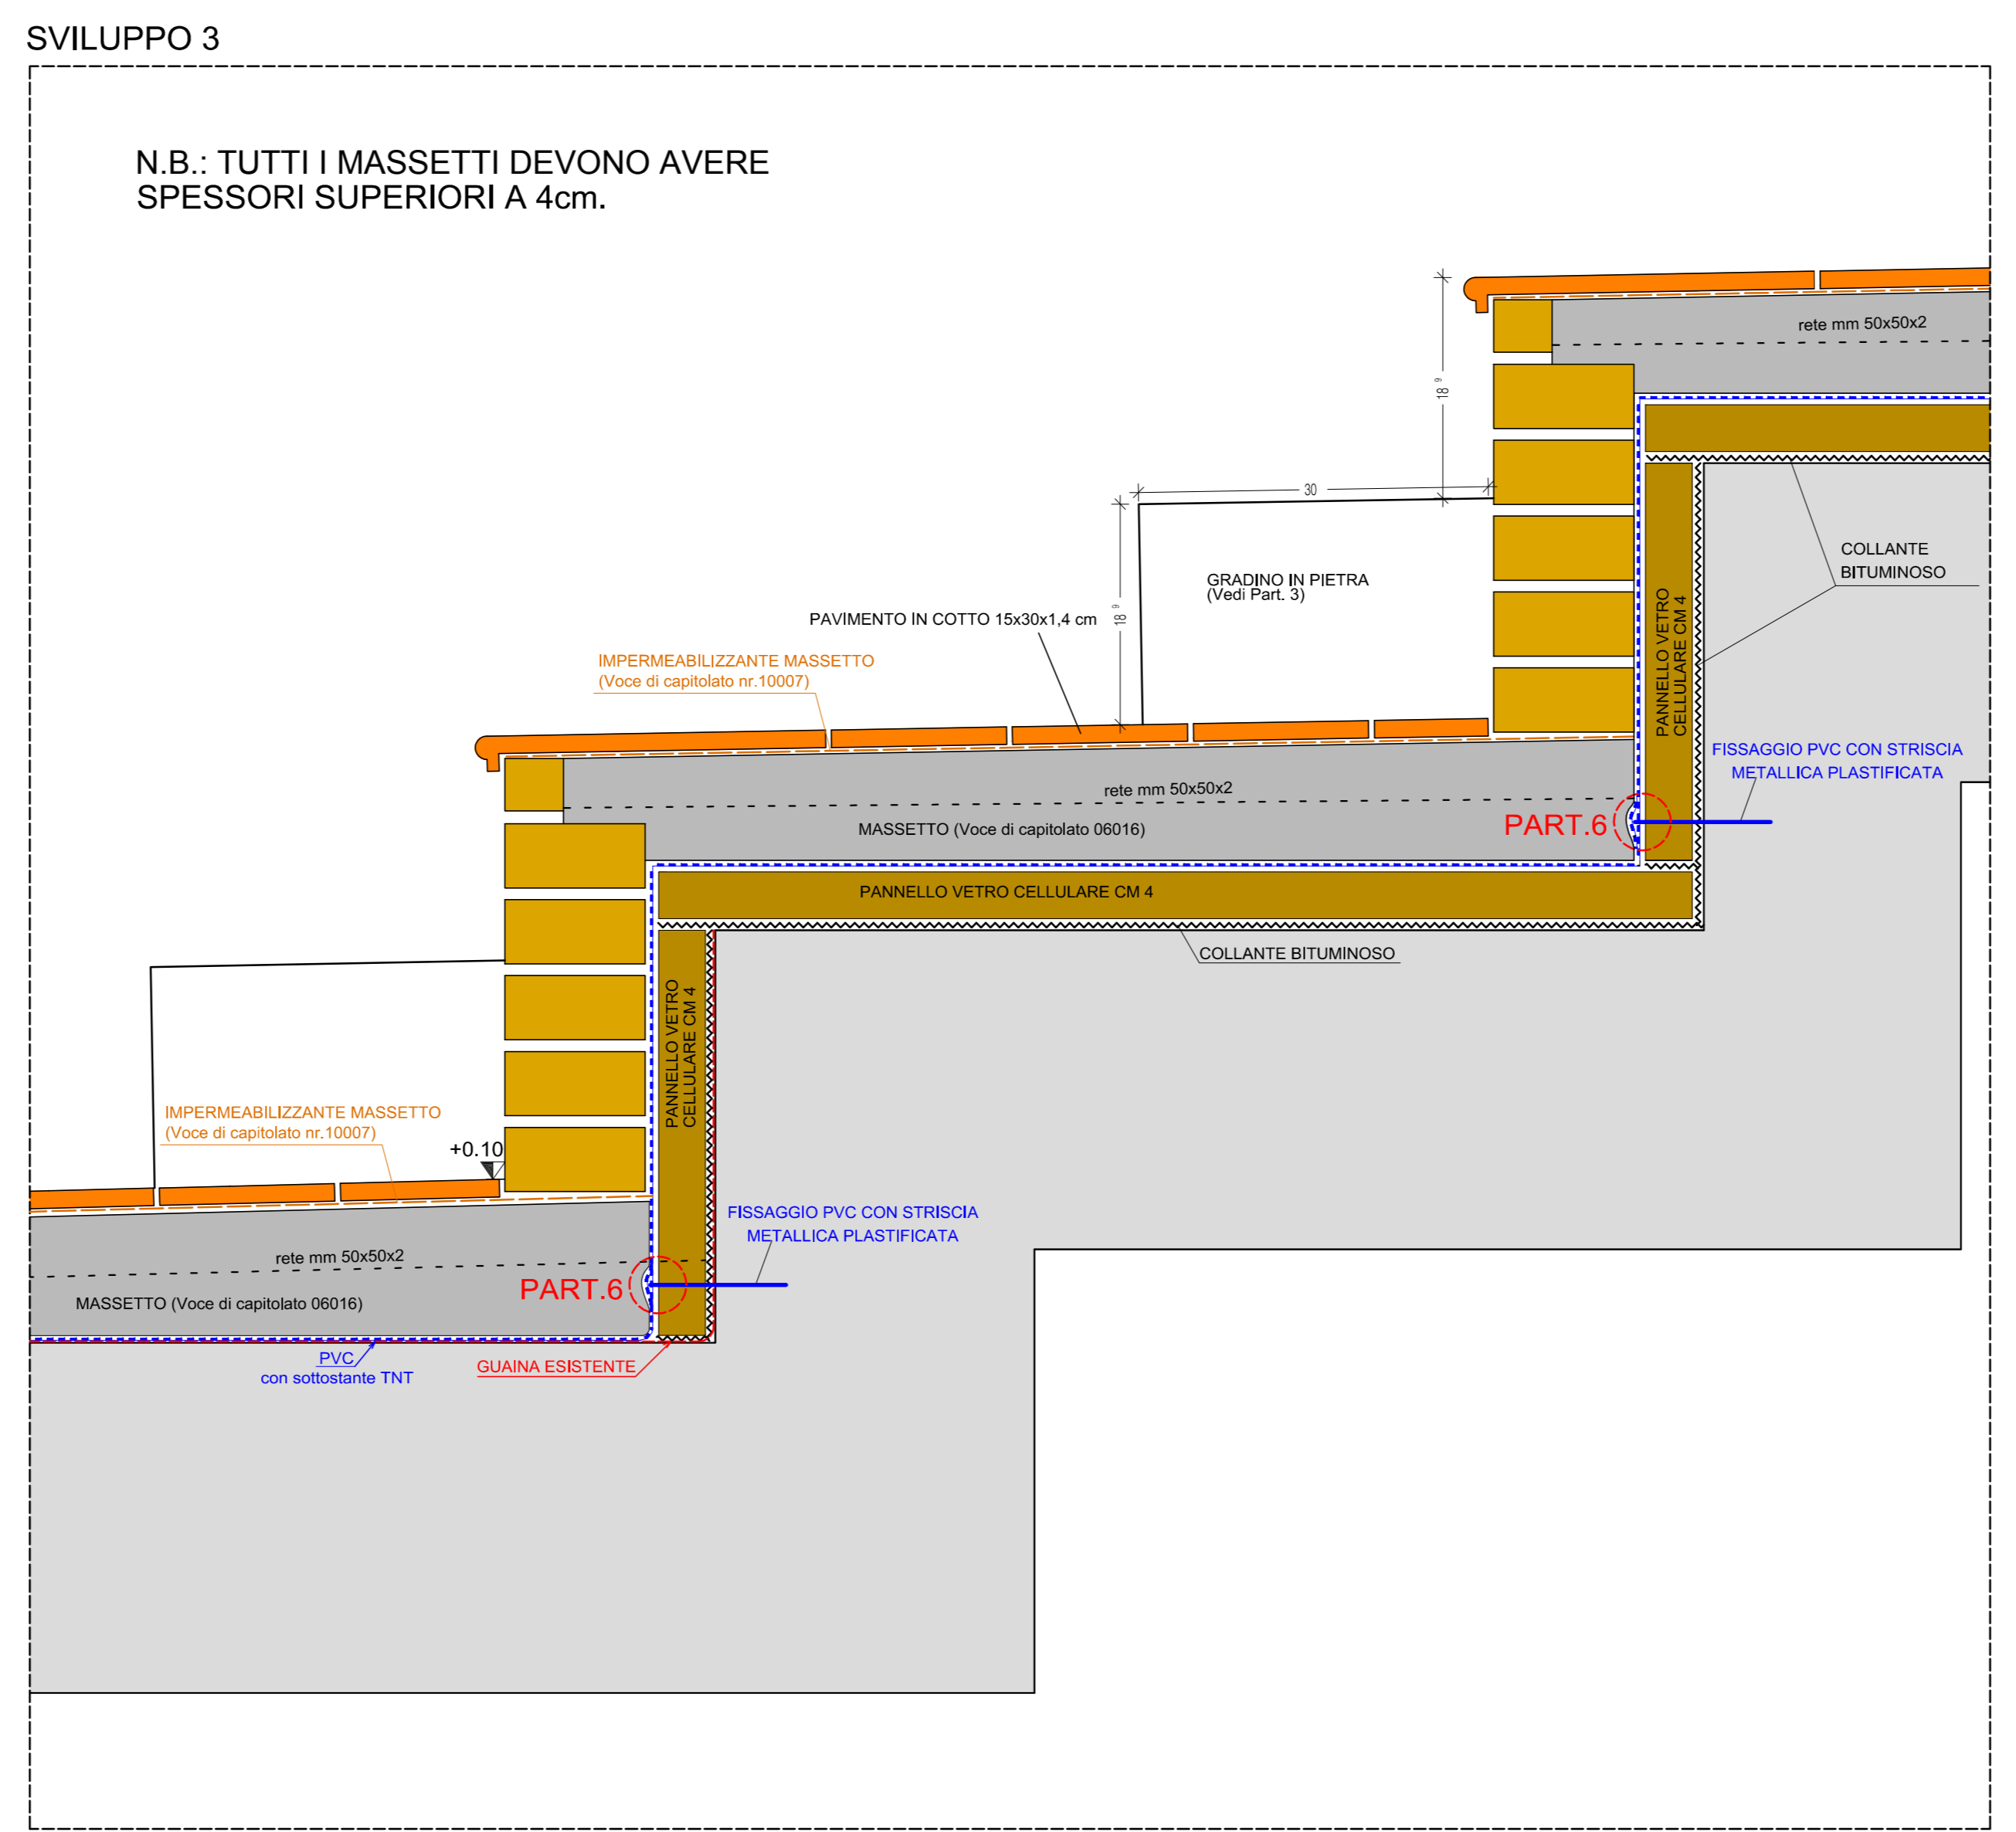 SVILUPPO 3
N.B.: TUTTI I MASSETTI DEVONO AVERE
SPESSORI SUPERIORI A 4cm.
rete mm 50x50x2
18 9
30
COLLANTE
BITUMINOSO
GRADINO IN PIETRA
(Vedi Part. 3)
18 9
PAVIMENTO IN COTTO 15x30x1,4 cm
PANNELLO VETRO
CELLULARE CM 4
IMPERMEABILIZZANTE MASSETTO
(Voce di capitolato nr.10007)
FISSAGGIO PVC CON STRISCIA
METALLICA PLASTIFICATA
rete mm 50x50x2
MASSETTO (Voce di capitolato 06016)
PART.6
PANNELLO VETRO CELLULARE CM 4
COLLANTE BITUMINOSO
PANNELLO VETRO
CELLULARE CM 4
IMPERMEABILIZZANTE MASSETTO
(Voce di capitolato nr.10007)
+0.10
FISSAGGIO PVC CON STRISCIA
METALLICA PLASTIFICATA
rete mm 50x50x2
PART.6
MASSETTO (Voce di capitolato 06016)
PVC
con sottostante TNT
GUAINA ESISTENTE